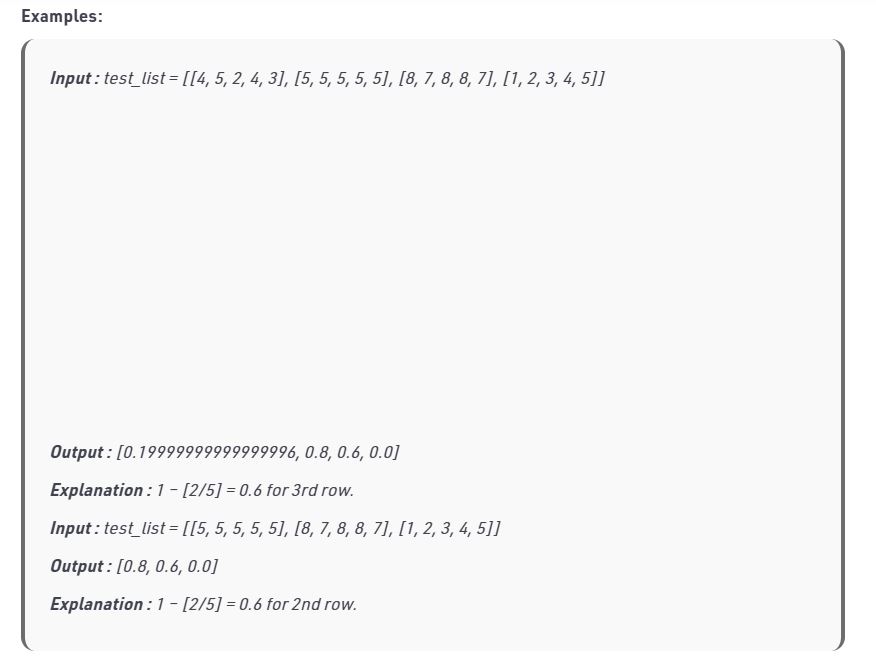 Examples:
Input : test_list = [[4, 5, 2, 4, 3], [5, 5, 5, 5, 5], [8, 7, 8, 8, 7], [1, 2, 3, 4, 5]]
Output : [0.19999999999999996, 0.8, 0.6, 0.0]
Explanation : 1 – [2/5] = 0.6 for 3rd row.
Input : test_list = [[5, 5, 5, 5, 5], [8, 7, 8, 8, 7], [1, 2, 3, 4, 5]]
Output : [0.8, 0.6, 0.0]
Explanation : 1 – [2/5] = 0.6 for 2nd row.